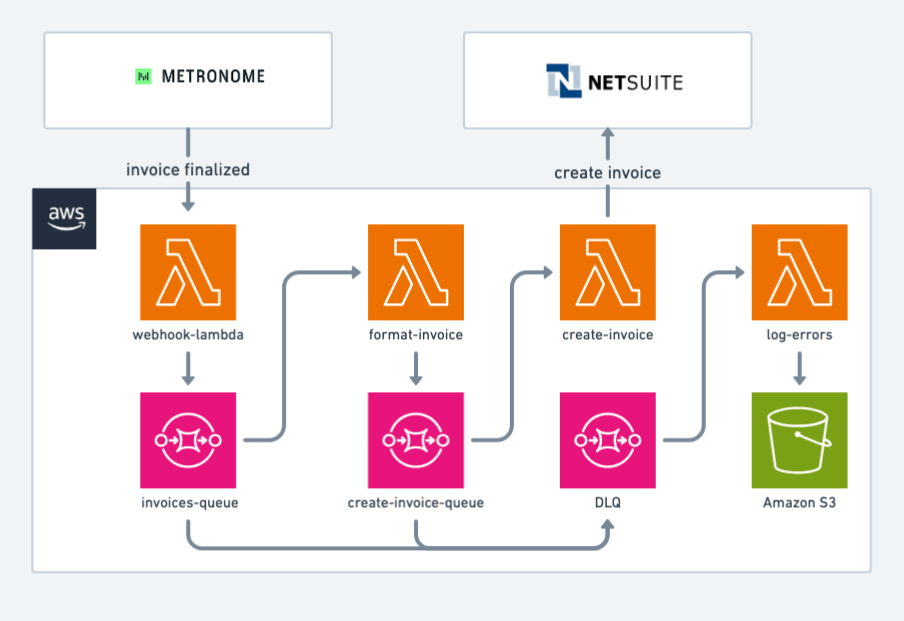 METRONOME
NETSUITE
invoice finalized
create invoice
aws
webhook-lambda
format-invoice
create-invoice
log-errors
invoices-queue
create-invoice-queue
DLQ
Amazon S3